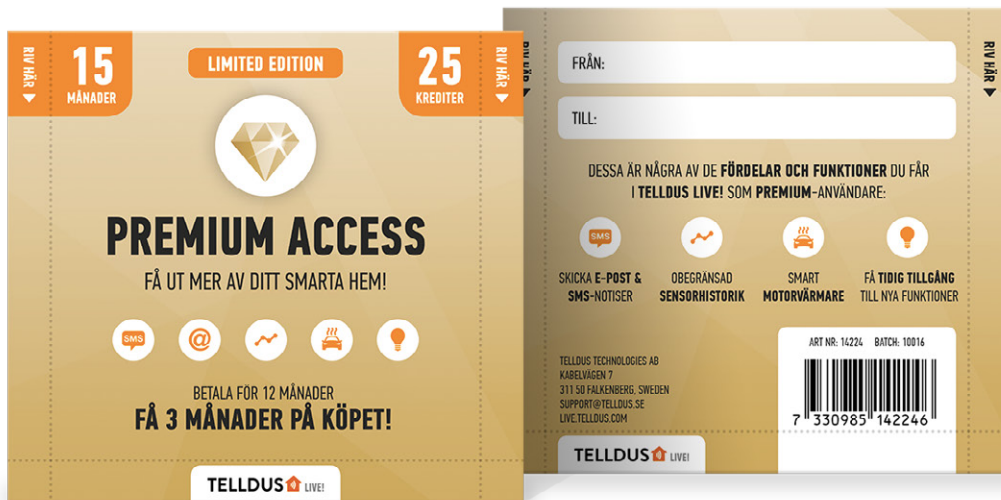 RIV HÄR
15
MÅNADER
LIMITED EDITION
25
KREDITER
RIV HÄR
PREMIUM ACCESS
FÅ UT MER AV DITT SMARTA HEM!
SMS
@
BETALA FÖR 12 MÅNADER
FÅ 3 MÅNADER PÅ KÖPET!
TELLDUS LIVE!
RIV HÄR
FRÅN:
TILL:
RIV HÄR
DESSA ÄR NÅGRA AV DE FÖRDELAR OCH FUNKTIONER DU FÅR
I TELLDUS LIVE! SOM PREMIUM-ANVÄNDARE:
SMS
SKICKA E-POST &
SMS-NOTISER
OBEGRÄNSAD
SENSORHISTORIK
SMART
MOTORVÄRMARE
FÅ TIDIG TILLGÅNG
TILL NYA FUNKTIONER
TELLDUS TECHNOLOGIES AB
KABELVÄGEN 7
311 50 FALKENBERG, SWEDEN
SUPPORT@TELLDUS.SE
LIVE.TELLDUS.COM
ART NR: 14224 BATCH: 10016
7 330985 142246
TELLDUS LIVE!